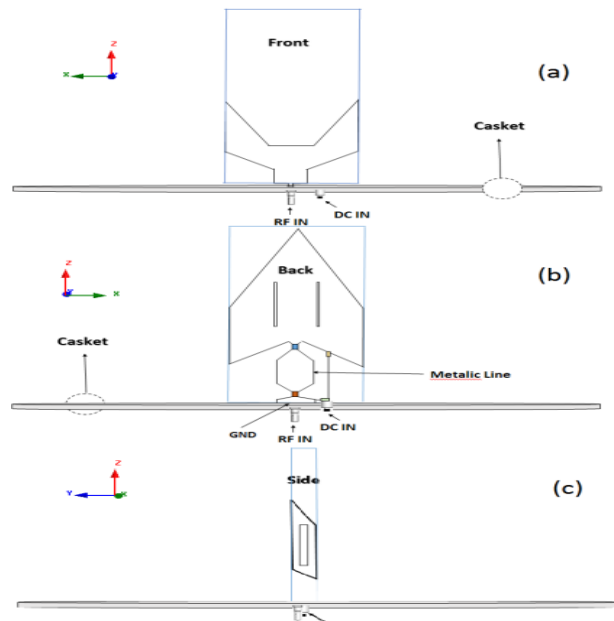 Front
Z
X
(a)
Casket
RF IN
DC IN
Back
Z
X
(b)
Casket
Metalic Line
GND
RF IN
DC IN
Side
Z
Y
X
(c)